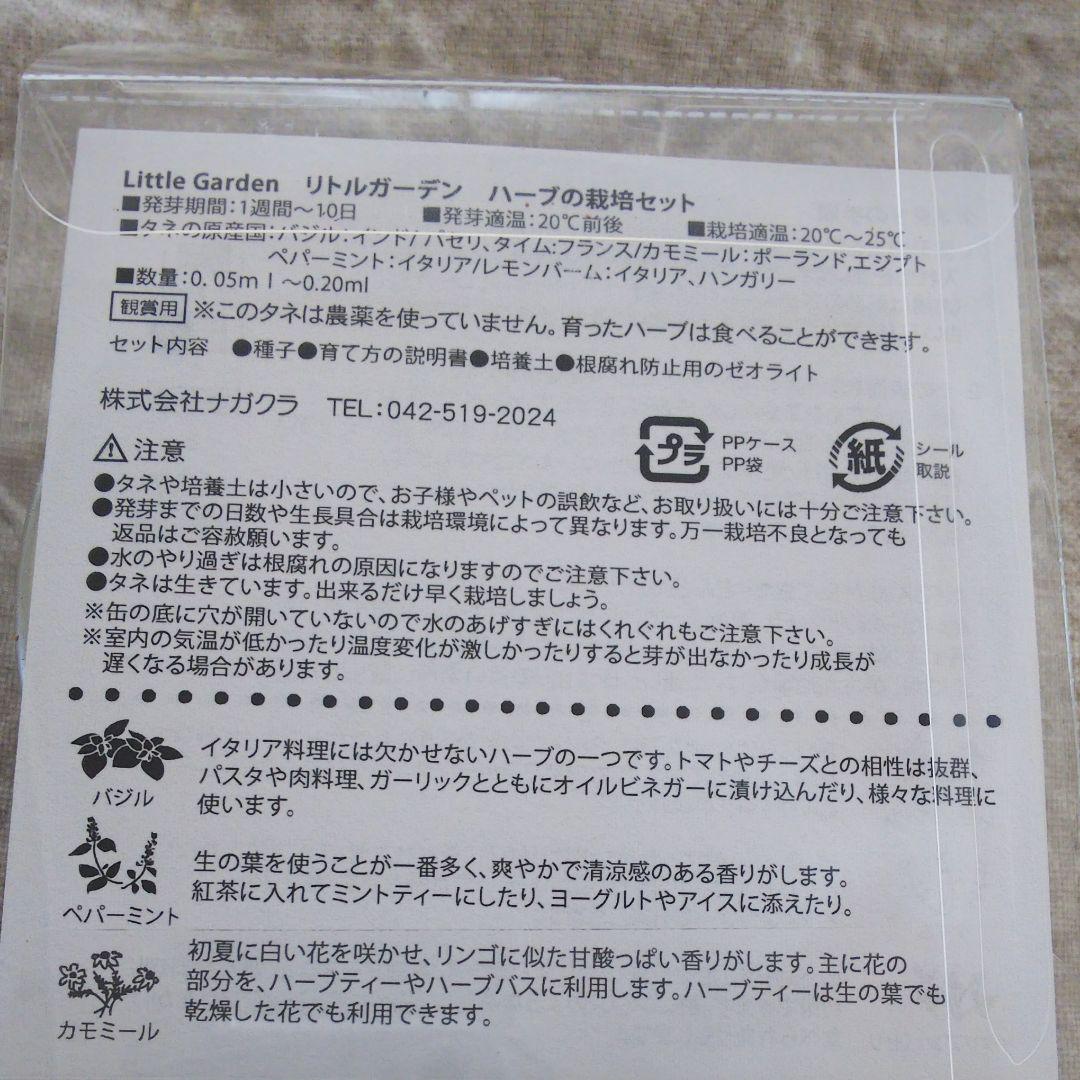 Little Garden リトルガーデン ハーブの栽培セット
■発芽期間:1週間～10日 ■発芽適温:20℃前後 ■栽培適温:20℃～25℃
■タネの原産国:バジル:インド/パセリ、タイム:フランス/カモミール:ポーランド,エジプト
ペパーミント:イタリア/レモンバーム:イタリア、ハンガリー
■数量:0.05ml～0.20ml
観賞用 ※このタネは農薬を使っていません。育ったハーブは食べることができます。
セット内容 ●種子●育て方の説明書●培養土●根腐れ防止用のゼオライト
株式会社ナガクラ TEL:042-519-2024
プラ PPケース
PP袋
紙 シール
取説
⚠注意
●タネや培養土は小さいので、お子様やペットの誤飲など、お取り扱いには十分ご注意下さい。
●発芽までの日数や生長具合は栽培環境によって異なります。万一栽培不良となっても
返品はご容赦願います。
●水のやり過ぎは根腐れの原因になりますのでご注意下さい。
●タネは生きています。出来るだけ早く栽培しましょう。
※缶の底に穴が開いていないので水のあげすぎにはくれぐれもご注意下さい。
※室内の気温が低かったり温度変化が激しかったりすると芽が出なかったり成長が
遅くなる場合があります。
バジル
イタリア料理には欠かせないハーブの一つです。トマトやチーズとの相性は抜群、
パスタや肉料理、ガーリックとともにオイルビネガーに漬け込んだり、様々な料理に
使います。
ペパーミント
生の葉を使うことが一番多く、爽やかで清涼感のある香りがします。
紅茶に入れてミントティーにしたり、ヨーグルトやアイスに添えたり。
カモミール
初夏に白い花を咲かせ、リンゴに似た甘酸っぱい香りがします。主に花の
部分を、ハーブティーやハーブバスに利用します。ハーブティーは生の葉でも
乾燥した花でも利用できます。